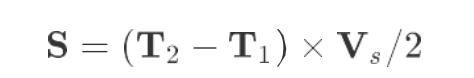 S = (T₂ − T₁) × Vₛ/2